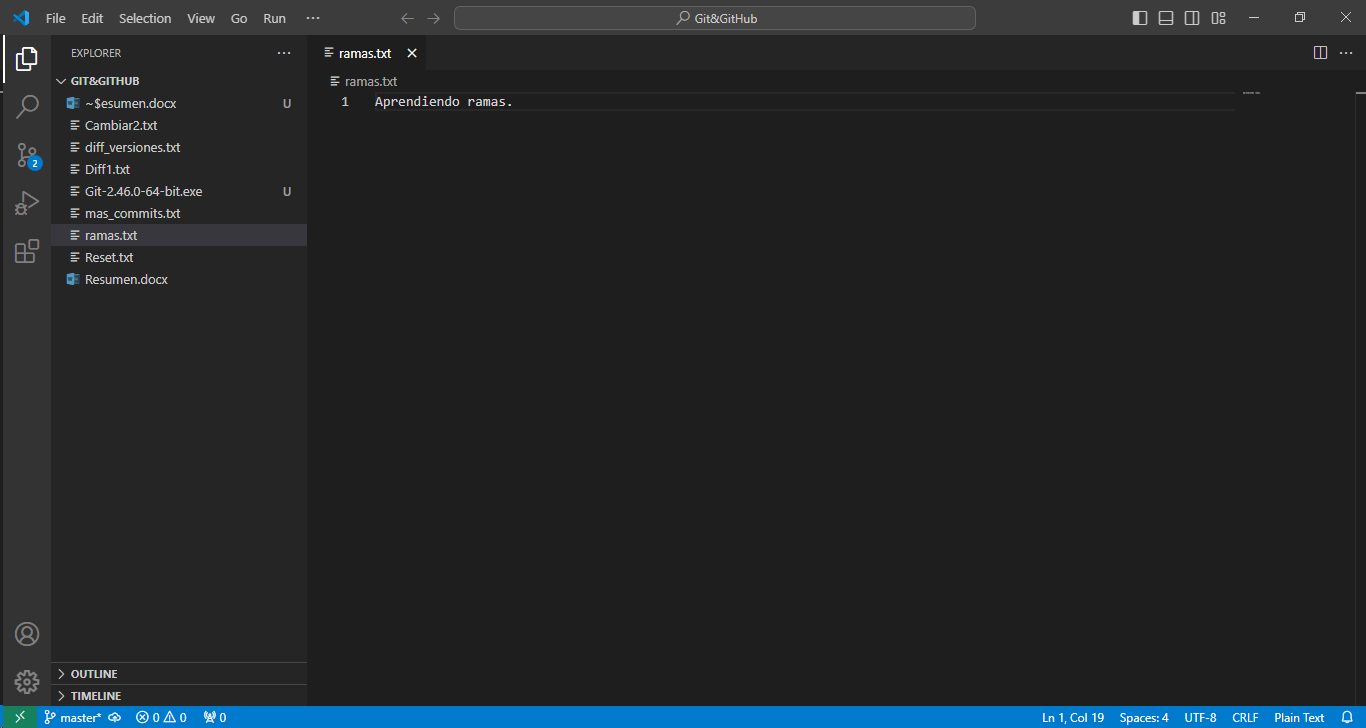 File Edit Selection View Go Run ···
Git&GitHub
EXPLORER ···
GIT&GITHUB
~$esumen.docx U
Cambiar2.txt
diff_versiones.txt
Diff1.txt
Git-2.46.0-64-bit.exe U
mas_commits.txt
ramas.txt
Reset.txt
Resumen.docx
2
OUTLINE
TIMELINE
ramas.txt
ramas.txt
1 Aprendiendo ramas.
master* 0 0 0 Ln 1, Col 19 Spaces: 4 UTF-8 CRLF Plain Text